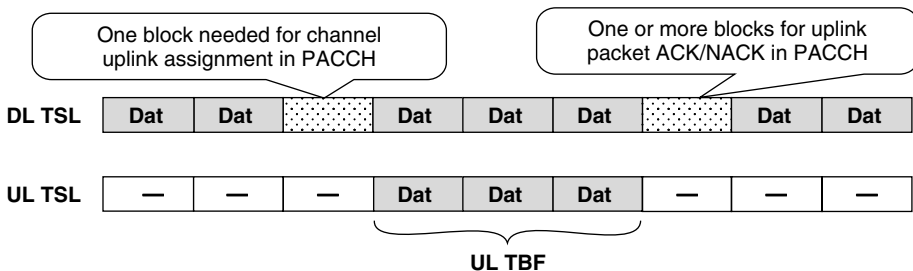 One block needed for channel
uplink assignment in PACCH
One or more blocks for uplink
packet ACK/NACK in PACCH
DL TSL Dat Dat Dat Dat Dat Dat Dat
UL TSL — — — Dat Dat Dat — — —
UL TBF